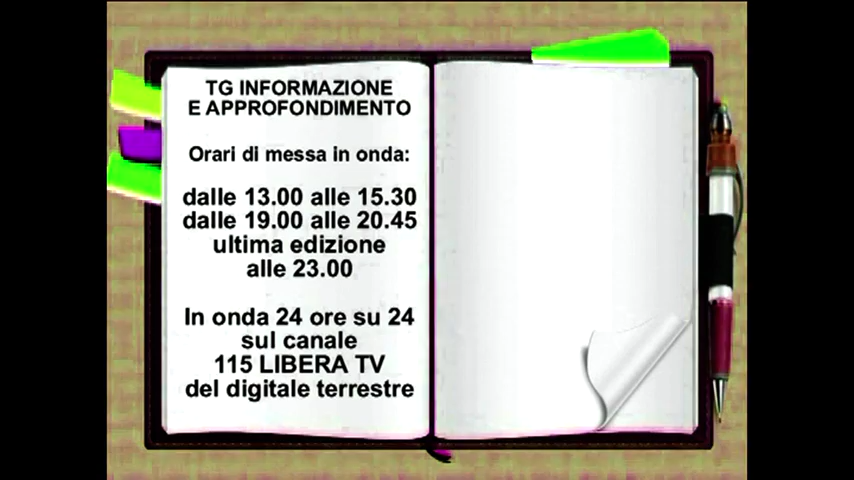 TG INFORMAZIONE
E APPROFONDIMENTO
Orari di messa in onda:
dalle 13.00 alle 15.30
dalle 19.00 alle 20.45
ultima edizione
alle 23.00
In onda 24 ore su 24
sul canale
115 LIBERA TV
del digitale terrestre